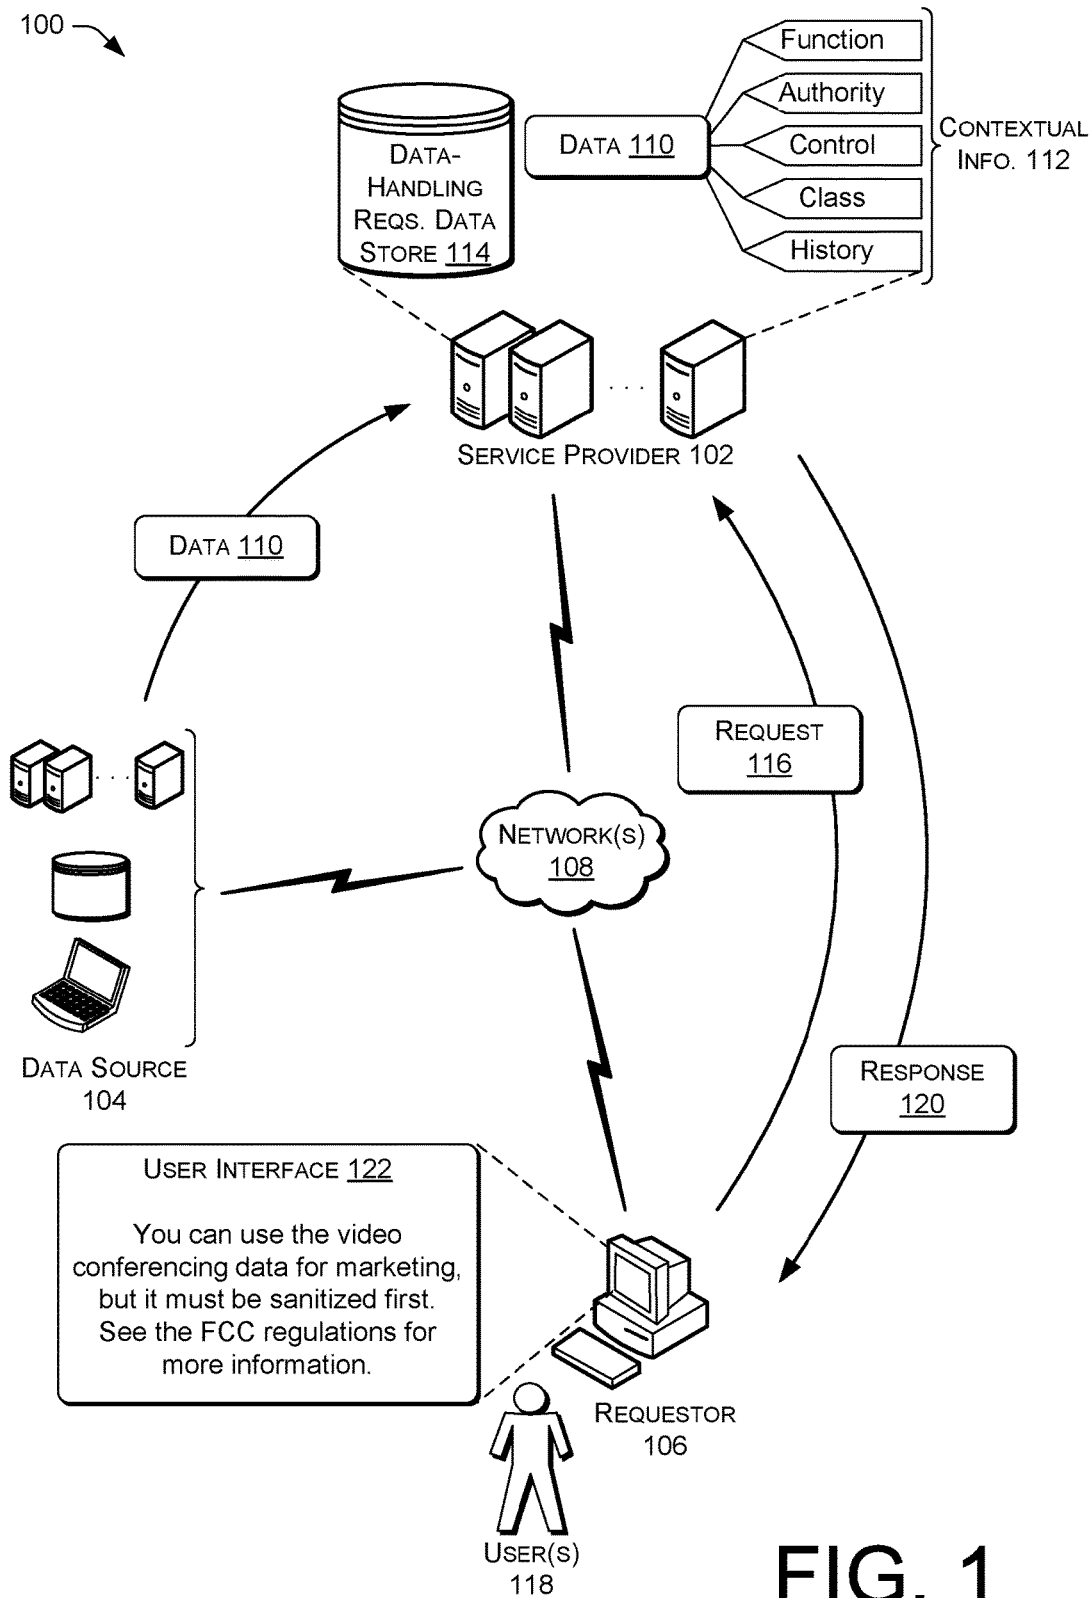 100
Function
Authority
Control
Class
History
CONTEXTUAL
INFO. 112
DATA 110
DATA-
HANDLING
REQS. DATA
STORE 114
. . .
SERVICE PROVIDER 102
DATA 110
REQUEST
116
NETWORK(S)
108
. . .
DATA SOURCE
104
RESPONSE
120
USER INTERFACE 122
You can use the video
conferencing data for marketing,
but it must be sanitized first.
See the FCC regulations for
more information.
REQUESTOR
106
USER(S)
118
FIG. 1